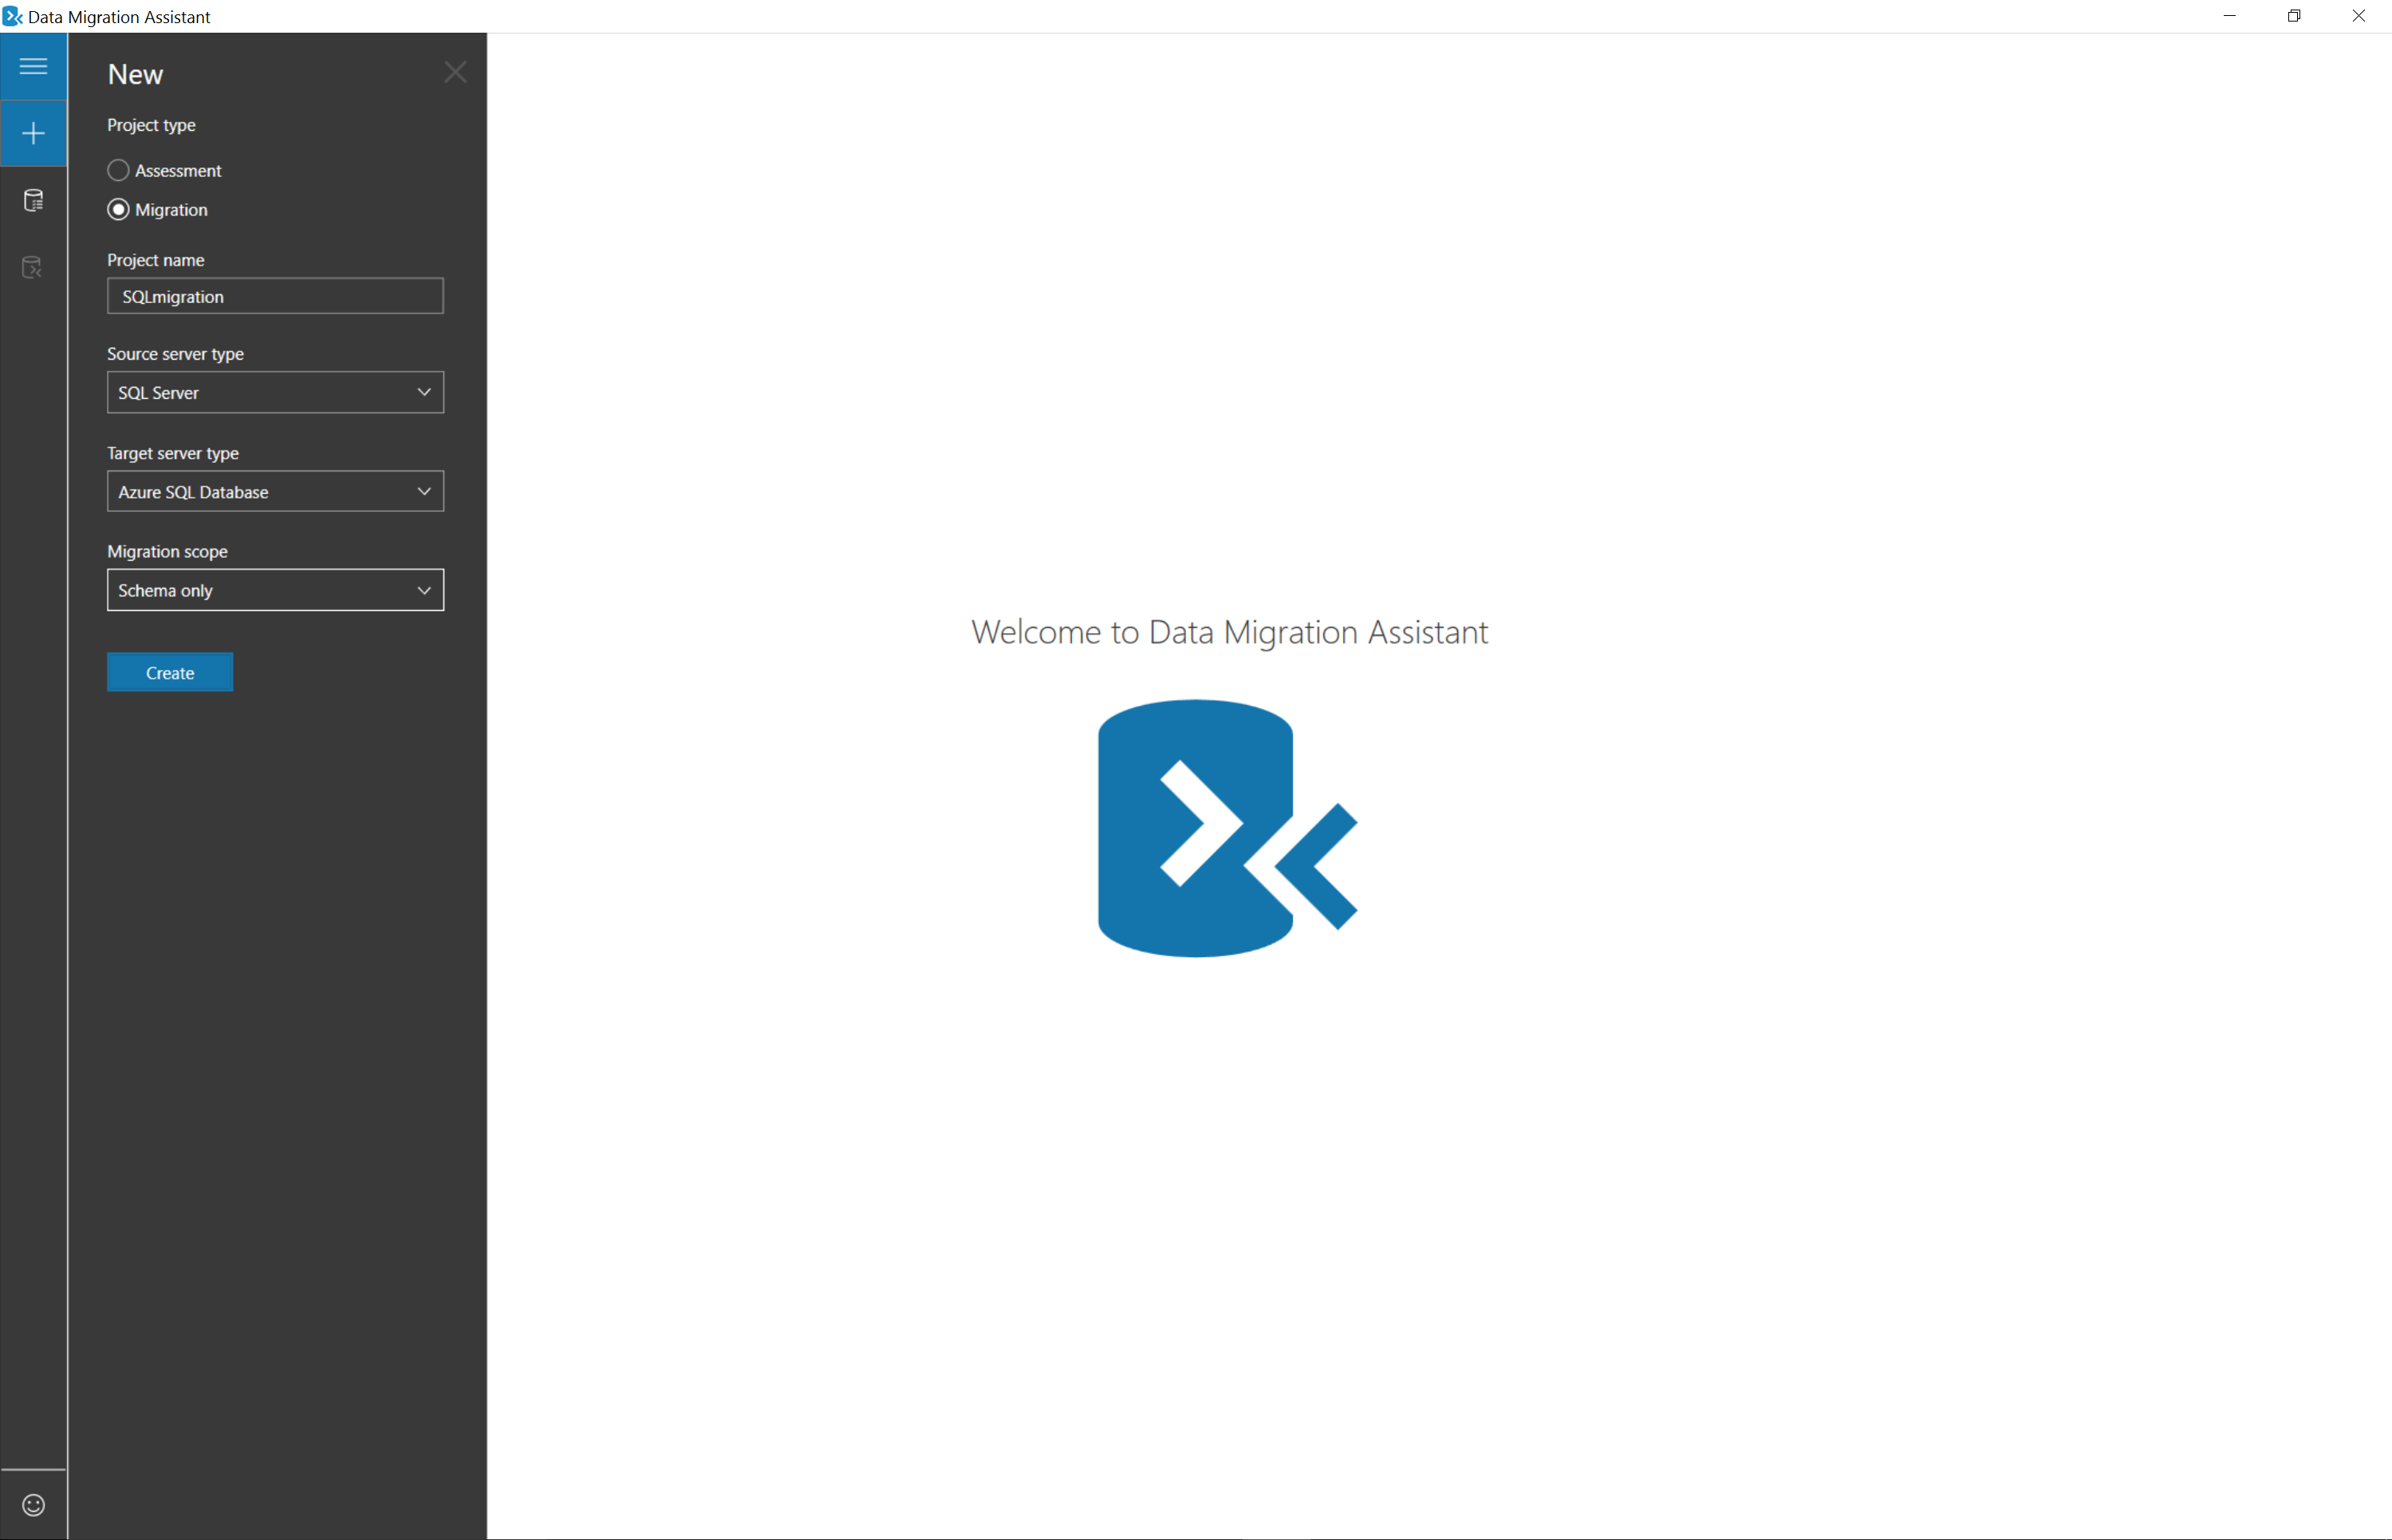 Data Migration Assistant
New
Project type
Assessment
Migration
Project name
SQLmigration
Source server type
SQL Server
Target server type
Azure SQL Database
Migration scope
Schema only
Create
Welcome to Data Migration Assistant